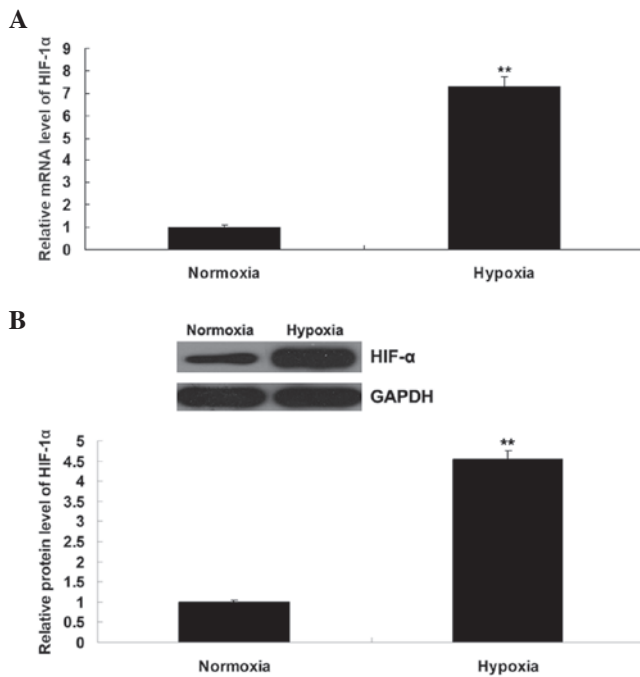 A
Relative mRNA level of HIF-1α
9
8
7
6
5
4
3
2
1
0
**
Normoxia Hypoxia
B
Normoxia Hypoxia
HIF-α
GAPDH
Relative protein level of HIF-1α
5
4.5
4
3.5
3
2.5
2
1.5
1
0.5
0
**
Normoxia Hypoxia